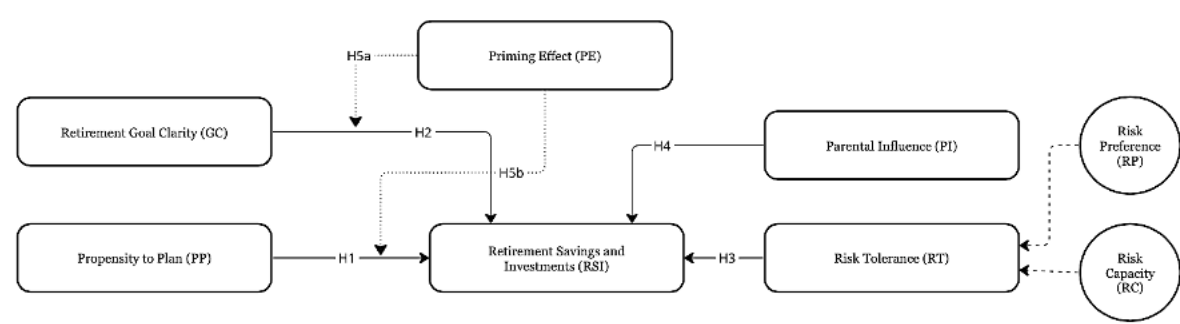 H5a
Priming Effect (PE)
Retirement Goal Clarity (GC)
H2
H4
Parental Influence (PI)
Risk
Preference
(RP)
H5b
Propensity to Plan (PP)
H1
Retirement Savings and
Investments (RSI)
H3
Risk Tolerance (RT)
Risk
Capacity
(RC)